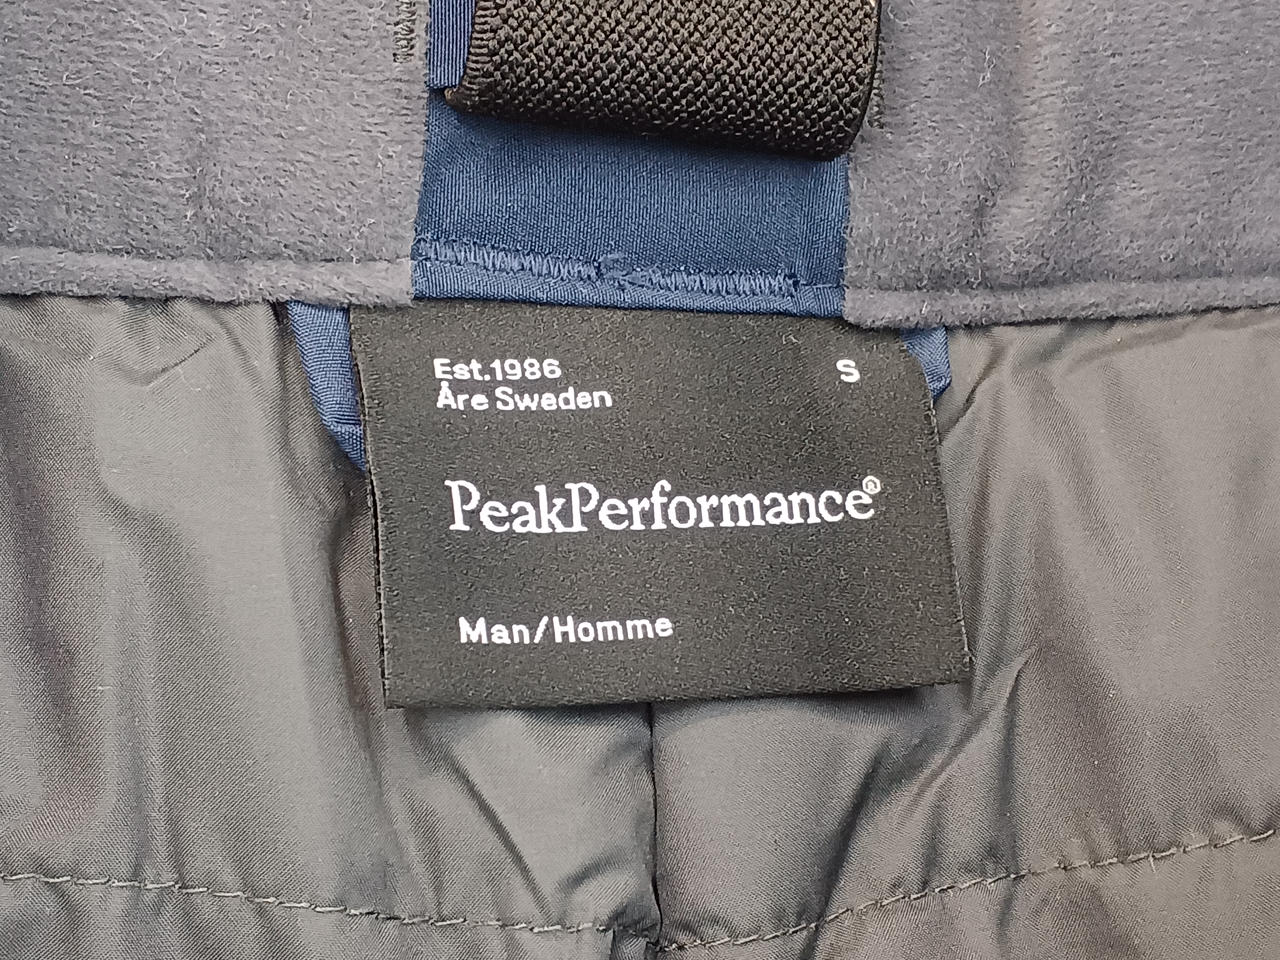 Est.1986 S
Åre Sweden
PeakPerformance®
Man/Homme